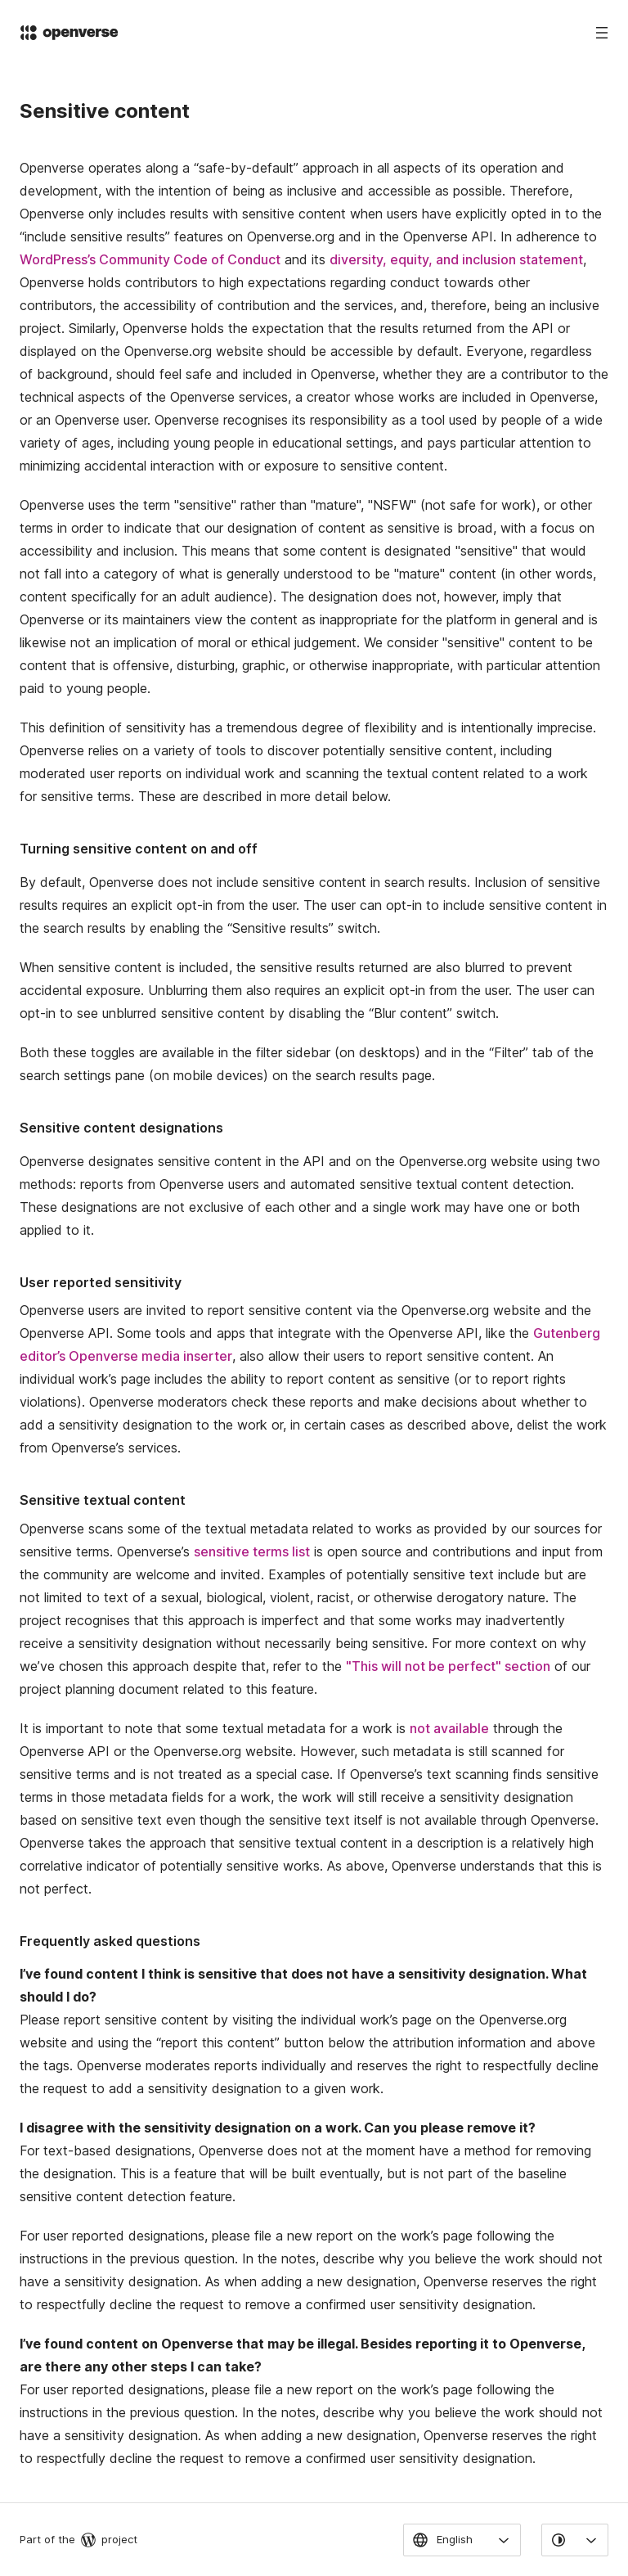 openverse
Sensitive content
Openverse operates along a “safe-by-default” approach in all aspects of its operation and
development, with the intention of being as inclusive and accessible as possible. Therefore,
Openverse only includes results with sensitive content when users have explicitly opted in to the
“include sensitive results” features on Openverse.org and in the Openverse API. In adherence to
WordPress’s Community Code of Conduct and its diversity, equity, and inclusion statement,
Openverse holds contributors to high expectations regarding conduct towards other
contributors, the accessibility of contribution and the services, and, therefore, being an inclusive
project. Similarly, Openverse holds the expectation that the results returned from the API or
displayed on the Openverse.org website should be accessible by default. Everyone, regardless
of background, should feel safe and included in Openverse, whether they are a contributor to the
technical aspects of the Openverse services, a creator whose works are included in Openverse,
or an Openverse user. Openverse recognises its responsibility as a tool used by people of a wide
variety of ages, including young people in educational settings, and pays particular attention to
minimizing accidental interaction with or exposure to sensitive content.
Openverse uses the term "sensitive" rather than "mature", "NSFW" (not safe for work), or other
terms in order to indicate that our designation of content as sensitive is broad, with a focus on
accessibility and inclusion. This means that some content is designated "sensitive" that would
not fall into a category of what is generally understood to be "mature" content (in other words,
content specifically for an adult audience). The designation does not, however, imply that
Openverse or its maintainers view the content as inappropriate for the platform in general and is
likewise not an implication of moral or ethical judgement. We consider "sensitive" content to be
content that is offensive, disturbing, graphic, or otherwise inappropriate, with particular attention
paid to young people.
This definition of sensitivity has a tremendous degree of flexibility and is intentionally imprecise.
Openverse relies on a variety of tools to discover potentially sensitive content, including
moderated user reports on individual work and scanning the textual content related to a work
for sensitive terms. These are described in more detail below.
Turning sensitive content on and off
By default, Openverse does not include sensitive content in search results. Inclusion of sensitive
results requires an explicit opt-in from the user. The user can opt-in to include sensitive content in
the search results by enabling the “Sensitive results” switch.
When sensitive content is included, the sensitive results returned are also blurred to prevent
accidental exposure. Unblurring them also requires an explicit opt-in from the user. The user can
opt-in to see unblurred sensitive content by disabling the “Blur content” switch.
Both these toggles are available in the filter sidebar (on desktops) and in the “Filter” tab of the
search settings pane (on mobile devices) on the search results page.
Sensitive content designations
Openverse designates sensitive content in the API and on the Openverse.org website using two
methods: reports from Openverse users and automated sensitive textual content detection.
These designations are not exclusive of each other and a single work may have one or both
applied to it.
User reported sensitivity
Openverse users are invited to report sensitive content via the Openverse.org website and the
Openverse API. Some tools and apps that integrate with the Openverse API, like the Gutenberg
editor’s Openverse media inserter, also allow their users to report sensitive content. An
individual work’s page includes the ability to report content as sensitive (or to report rights
violations). Openverse moderators check these reports and make decisions about whether to
add a sensitivity designation to the work or, in certain cases as described above, delist the work
from Openverse’s services.
Sensitive textual content
Openverse scans some of the textual metadata related to works as provided by our sources for
sensitive terms. Openverse’s sensitive terms list is open source and contributions and input from
the community are welcome and invited. Examples of potentially sensitive text include but are
not limited to text of a sexual, biological, violent, racist, or otherwise derogatory nature. The
project recognises that this approach is imperfect and that some works may inadvertently
receive a sensitivity designation without necessarily being sensitive. For more context on why
we’ve chosen this approach despite that, refer to the "This will not be perfect" section of our
project planning document related to this feature.
It is important to note that some textual metadata for a work is not available through the
Openverse API or the Openverse.org website. However, such metadata is still scanned for
sensitive terms and is not treated as a special case. If Openverse’s text scanning finds sensitive
terms in those metadata fields for a work, the work will still receive a sensitivity designation
based on sensitive text even though the sensitive text itself is not available through Openverse.
Openverse takes the approach that sensitive textual content in a description is a relatively high
correlative indicator of potentially sensitive works. As above, Openverse understands that this is
not perfect.
Frequently asked questions
I’ve found content I think is sensitive that does not have a sensitivity designation. What
should I do?
Please report sensitive content by visiting the individual work’s page on the Openverse.org
website and using the “report this content” button below the attribution information and above
the tags. Openverse moderates reports individually and reserves the right to respectfully decline
the request to add a sensitivity designation to a given work.
I disagree with the sensitivity designation on a work. Can you please remove it?
For text-based designations, Openverse does not at the moment have a method for removing
the designation. This is a feature that will be built eventually, but is not part of the baseline
sensitive content detection feature.
For user reported designations, please file a new report on the work’s page following the
instructions in the previous question. In the notes, describe why you believe the work should not
have a sensitivity designation. As when adding a new designation, Openverse reserves the right
to respectfully decline the request to remove a confirmed user sensitivity designation.
I’ve found content on Openverse that may be illegal. Besides reporting it to Openverse,
are there any other steps I can take?
For user reported designations, please file a new report on the work’s page following the
instructions in the previous question. In the notes, describe why you believe the work should not
have a sensitivity designation. As when adding a new designation, Openverse reserves the right
to respectfully decline the request to remove a confirmed user sensitivity designation.
Part of the project English